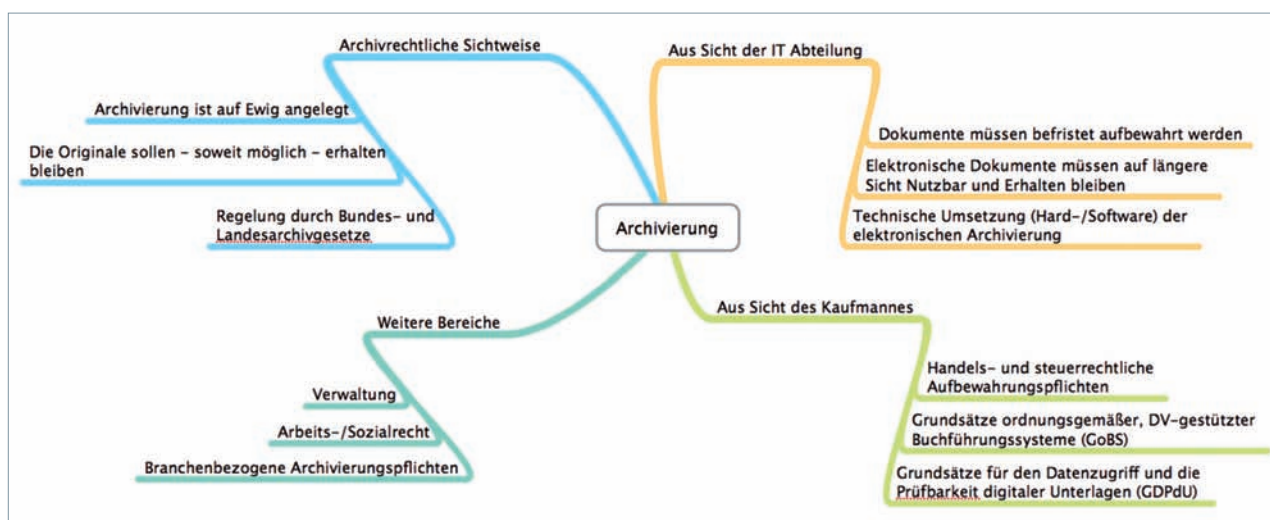 Archivrechtliche Sichtweise
Archivierung ist auf Ewig angelegt
Die Originale sollen – soweit möglich – erhalten
bleiben
Regelung durch Bundes- und
Landesarchivgesetze
Aus Sicht der IT Abteilung
Dokumente müssen befristet aufbewahrt werden
Elektronische Dokumente müssen auf längere
Sicht Nutzbar und Erhalten bleiben
Technische Umsetzung (Hard-/Software) der
elektronischen Archivierung
Archivierung
Weitere Bereiche
Verwaltung
Arbeits-/Sozialrecht
Branchenbezogene Archivierungspflichten
Aus Sicht des Kaufmannes
Handels- und steuerrechtliche
Aufbewahrungspflichten
Grundsätze ordnungsgemäßer, DV-gestützter
Buchführungssysteme (GoBS)
Grundsätze für den Datenzugriff und die
Prüfbarkeit digitaler Unterlagen (GDPdU)